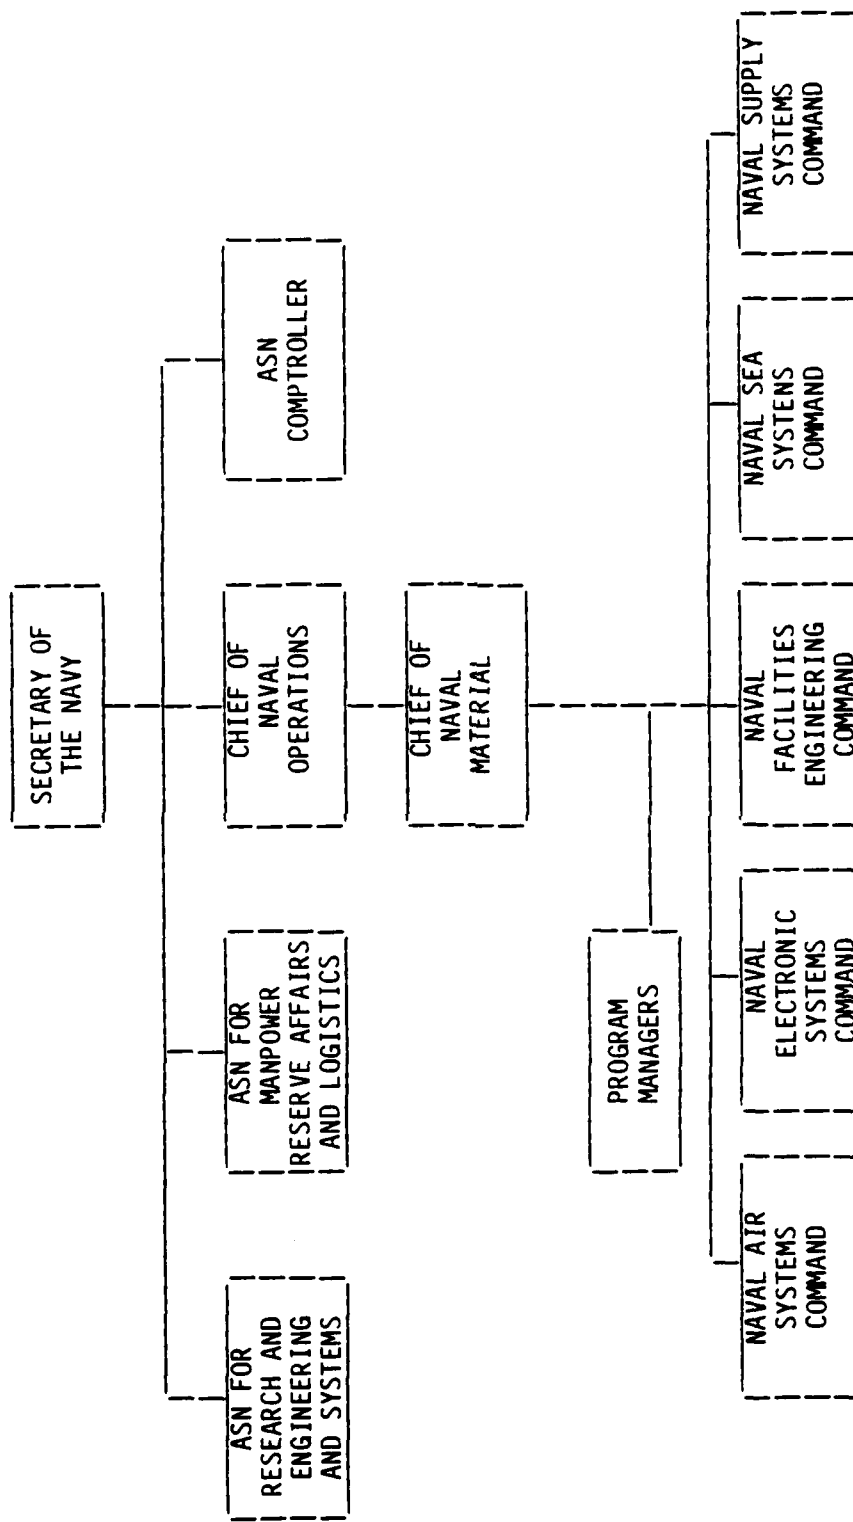 SECRETARY OF
THE NAVY
ASN FOR
RESEARCH AND
ENGINEERING
AND SYSTEMS
ASN FOR
MANPOWER
RESERVE AFFAIRS
AND LOGISTICS
CHIEF OF
NAVAL
OPERATIONS
ASN
COMPTROLLER
CHIEF OF
NAVAL
MATERIAL
PROGRAM
MANAGERS
NAVAL AIR
SYSTEMS
COMMAND
NAVAL
ELECTRONIC
SYSTEMS
COMMAND
NAVAL
FACILITIES
ENGINEERING
COMMAND
NAVAL SEA
SYSTENS
COMMAND
NAVAL SUPPLY
SYSTEMS
COMMAND